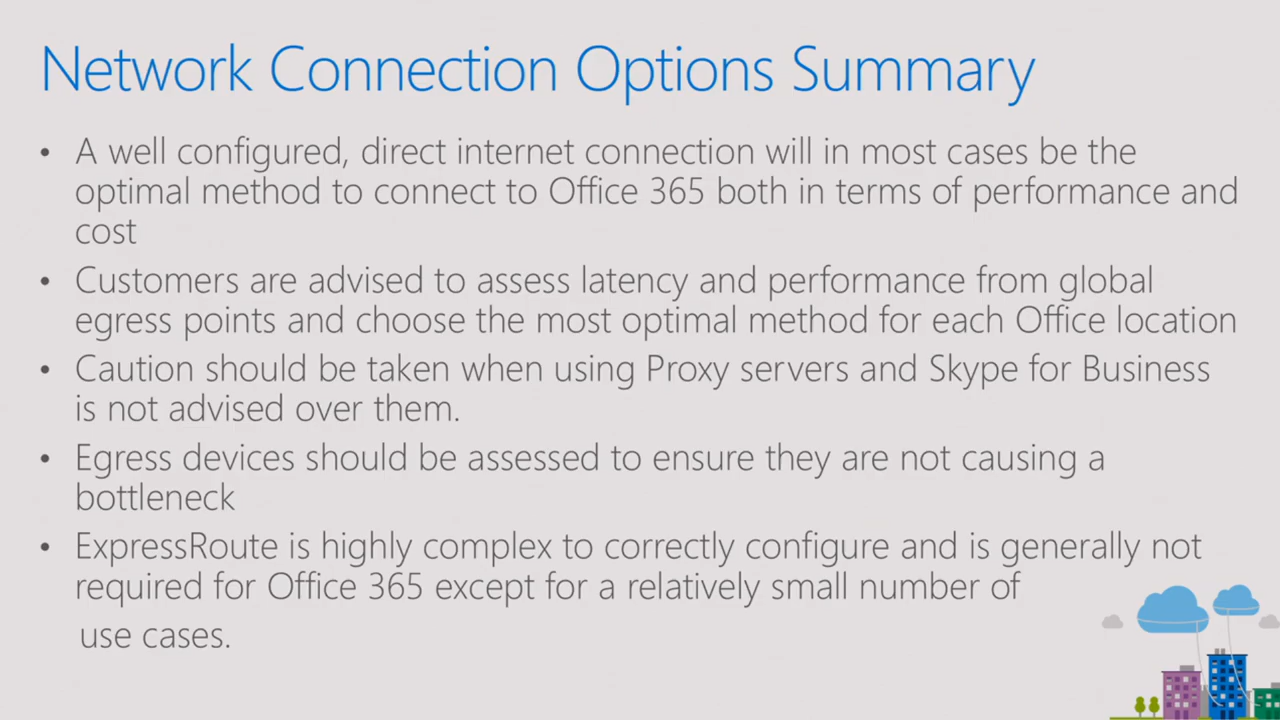 Network Connection Options Summary
• A well configured, direct internet connection will in most cases be the
optimal method to connect to Office 365 both in terms of performance and
cost
• Customers are advised to assess latency and performance from global
egress points and choose the most optimal method for each Office location
• Caution should be taken when using Proxy servers and Skype for Business
is not advised over them.
• Egress devices should be assessed to ensure they are not causing a
bottleneck
• ExpressRoute is highly complex to correctly configure and is generally not
required for Office 365 except for a relatively small number of
use cases.